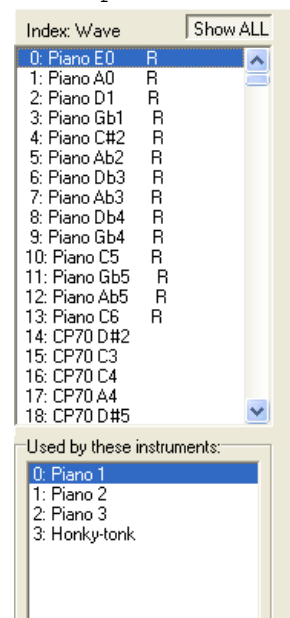 Index: Wave Show ALL
0: Piano E0 R
1: Piano A0 R
2: Piano D1 R
3: Piano Gb1 R
4: Piano C#2 R
5: Piano Ab2 R
6: Piano Db3 R
7: Piano Ab3 R
8: Piano Db4 R
9: Piano Gb4 R
10: Piano C5 R
11: Piano Gb5 R
12: Piano Ab5 R
13: Piano C6 R
14: CP70 D#2
15: CP70 C3
16: CP70 C4
17: CP70 A4
18: CP70 D#5
Used by these instruments:
0: Piano 1
1: Piano 2
2: Piano 3
3: Honky-tonk